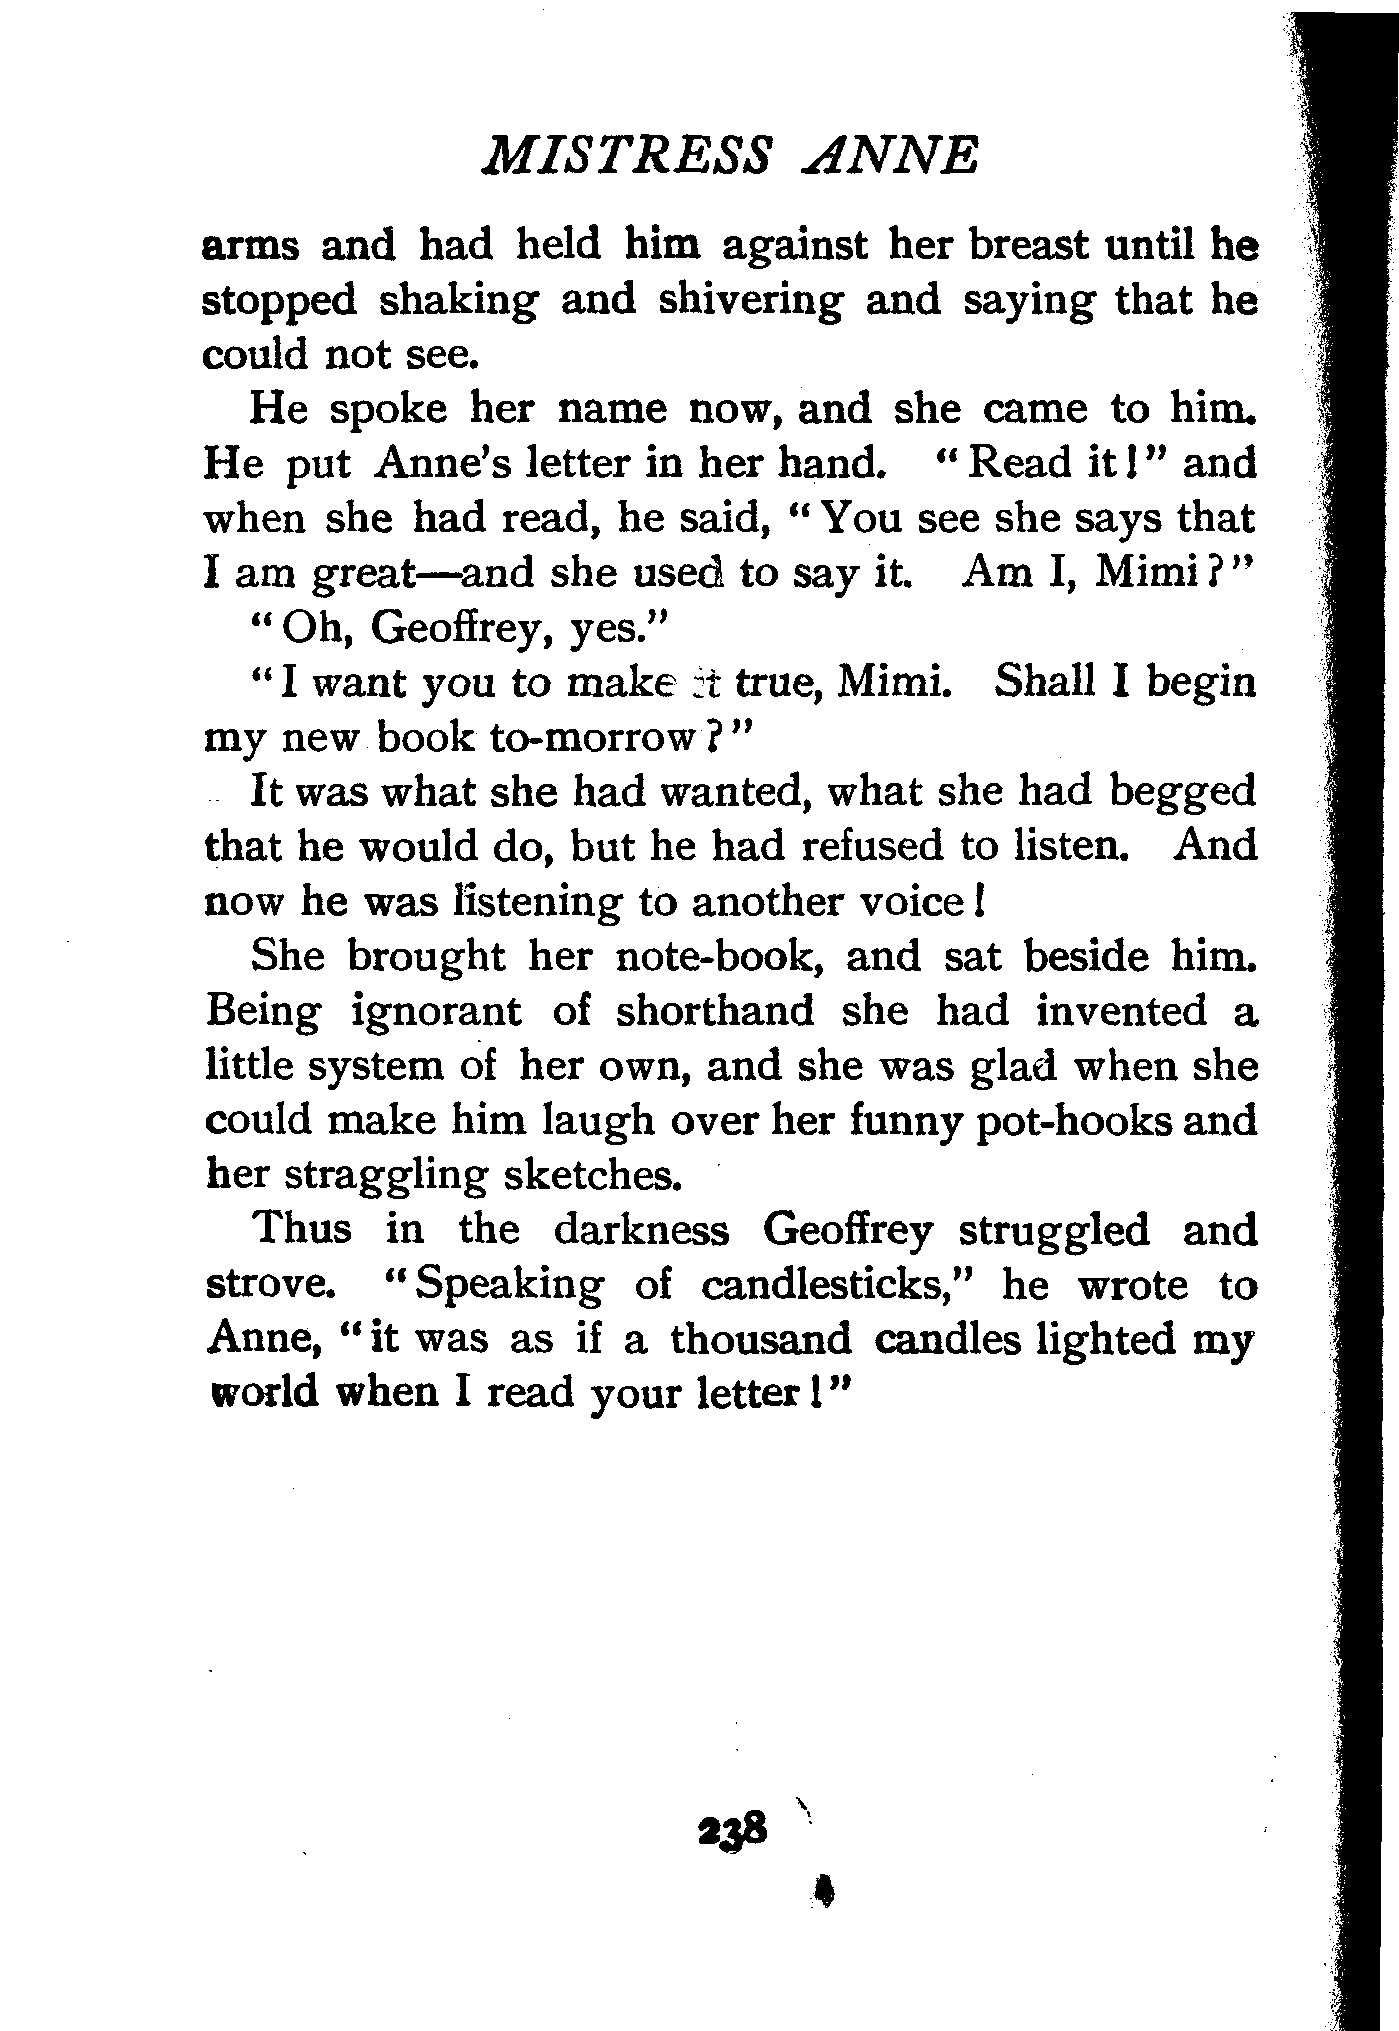 MISTRESS ANNE
arms and had held him against her breast until he
stopped shaking and shivering and saying that he
could not see.
He spoke her name now, and she came to him.
He put Anne's letter in her hand. "Read it!" and
when she had read, he said, "You see she says that
I am great—and she used to say it. Am I, Mimi?"
"Oh, Geoffrey, yes."
"I want you to make it true, Mimi. Shall I begin
my new book to-morrow?"
It was what she had wanted, what she had begged
that he would do, but he had refused to listen. And
now he was listening to another voice!
She brought her note-book, and sat beside him.
Being ignorant of shorthand she had invented a
little system of her own, and she was glad when she
could make him laugh over her funny pot-hooks and
her straggling sketches.
Thus in the darkness Geoffrey struggled and
strove. "Speaking of candlesticks," he wrote to
Anne, "it was as if a thousand candles lighted my
world when I read your letter!"
238